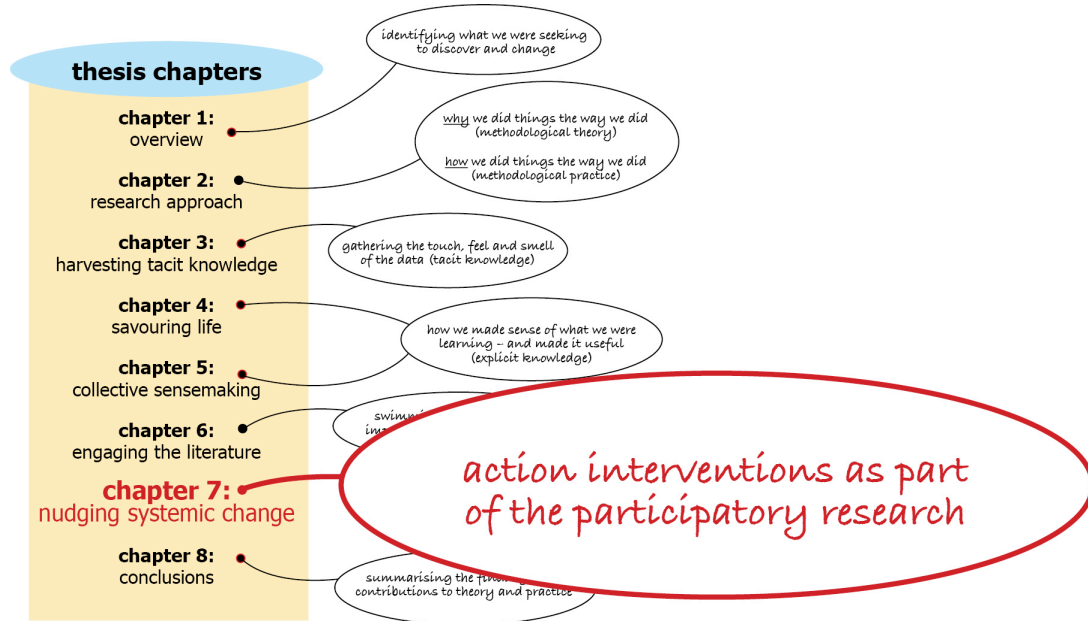 thesis chapters
chapter 1:
overview
identifying what we were seeking
to discover and change
chapter 2:
research approach
why we did things the way we did
(methodological theory)
how we did things the way we did
(methodological practice)
chapter 3:
harvesting tacit knowledge
gathering the touch, feel and smell
of the data (tacit knowledge)
chapter 4:
savouring life
chapter 5:
collective sensemaking
how we made sense of what we were
learning – and made it useful
(explicit knowledge)
chapter 6:
engaging the literature
chapter 7:
nudging systemic change
action interventions as part
of the participatory research
chapter 8:
conclusions
summarising the
contributions to theory and practice